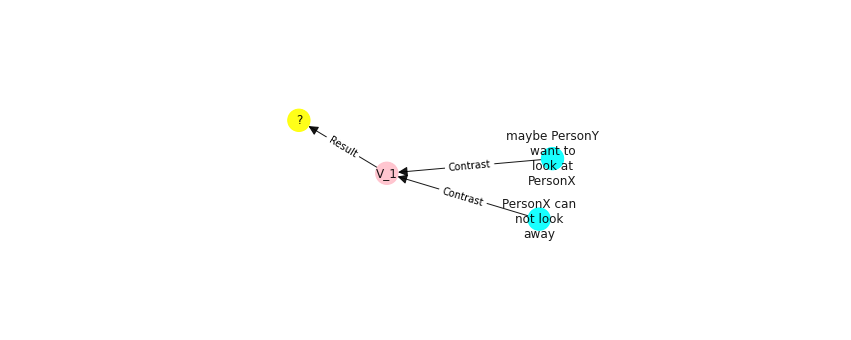 ?
Result
V_1
Contrast
maybe PersonY
want to
look at
PersonX
Contrast
PersonX can
not look
away